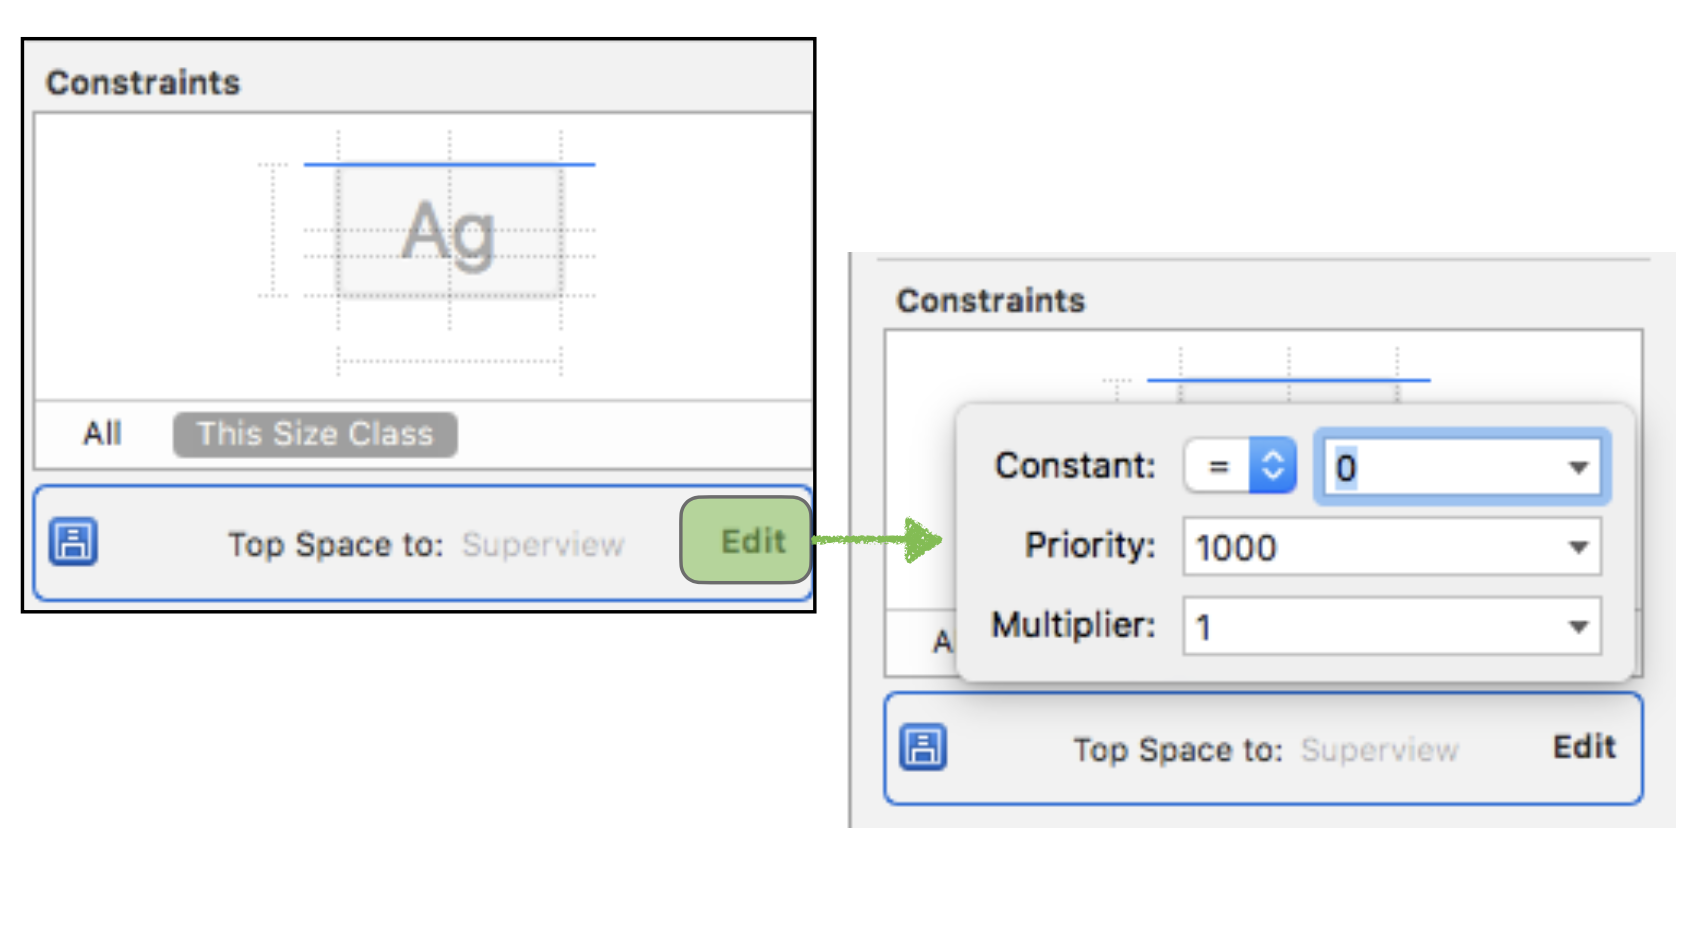 Constraints
Ag
All This Size Class
Top Space to: Superview Edit
Constraints
Constant: = 0
Priority: 1000
Multiplier: 1
A
Top Space to: Superview Edit